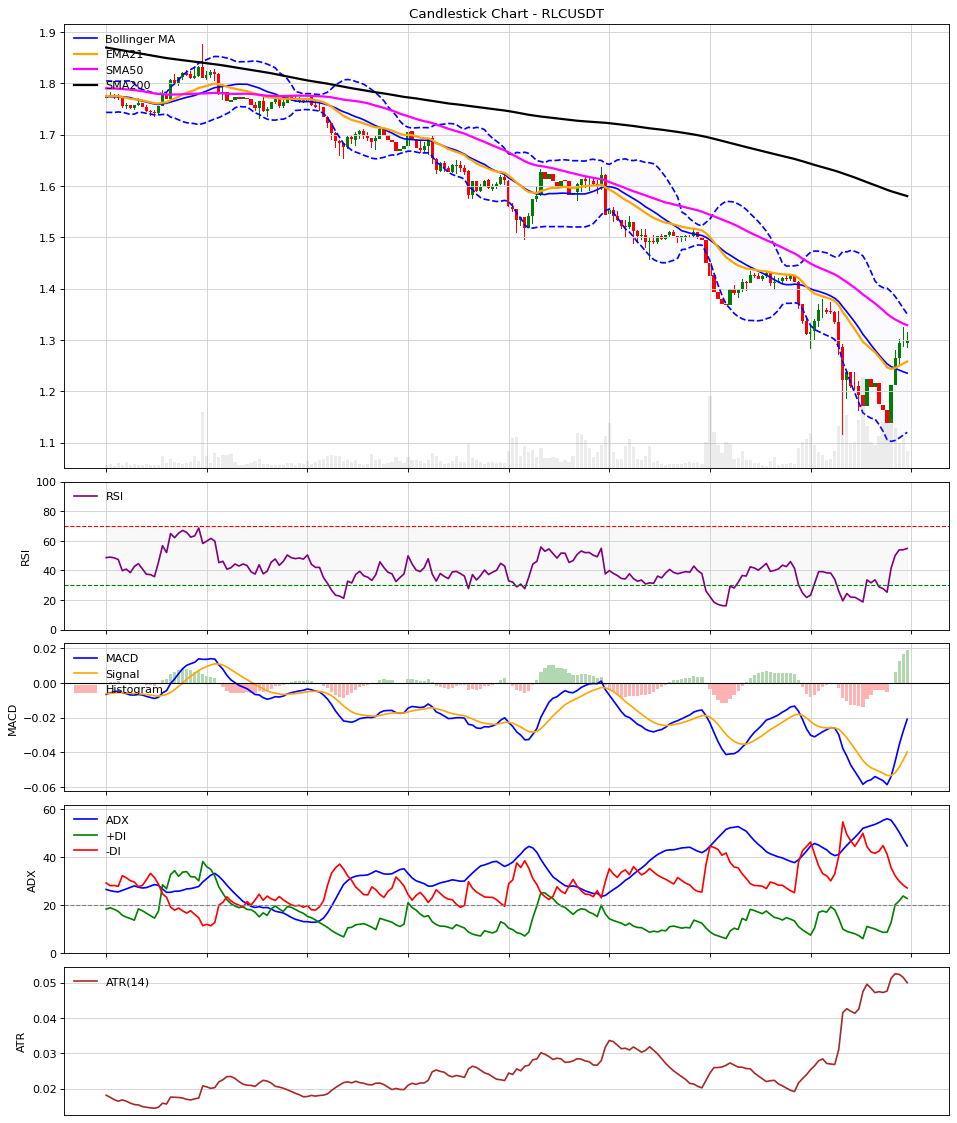 Candlestick Chart - RLCUSDT
1.9
1.8
1.7
1.6
1.5
1.4
1.3
1.2
1.1
Bollinger MA
EMA21
SMA50
SMA200
100
80
60
40
20
0
RSI
RSI
0.02
0.00
−0.02
−0.04
−0.06
MACD
MACD
Signal
Histogram
60
40
20
0
ADX
ADX
+DI
-DI
0.05
0.04
0.03
0.02
ATR
ATR(14)